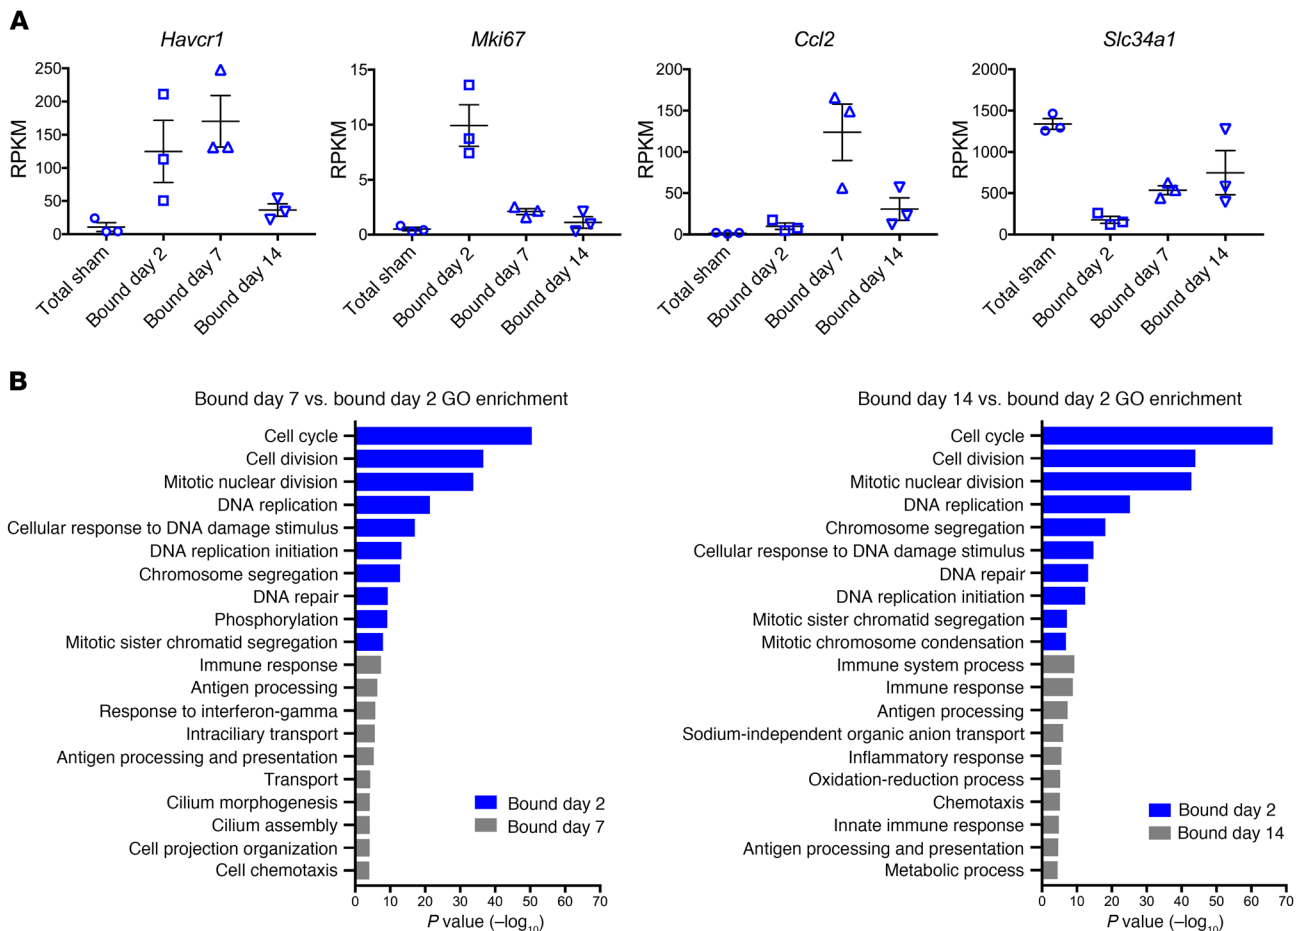 A
Havcr1
Mki67
Ccl2
Slc34a1
RPKM
250
200
150
100
50
0
Total sham
Bound day 2
Bound day 7
Bound day 14
RPKM
15
10
5
0
Total sham
Bound day 2
Bound day 7
Bound day 14
RPKM
200
150
100
50
0
Total sham
Bound day 2
Bound day 7
Bound day 14
RPKM
2000
1500
1000
500
0
Total sham
Bound day 2
Bound day 7
Bound day 14
B
Bound day 7 vs. bound day 2 GO enrichment
Cell cycle
Cell division
Mitotic nuclear division
DNA replication
Cellular response to DNA damage stimulus
DNA replication initiation
Chromosome segregation
DNA repair
Phosphorylation
Mitotic sister chromatid segregation
Immune response
Antigen processing
Response to interferon-gamma
Intraciliary transport
Antigen processing and presentation
Transport
Cilium morphogenesis
Cilium assembly
Cell projection organization
Cell chemotaxis
Bound day 2
Bound day 7
0 10 20 30 40 50 60 70
P value (–log10)
Bound day 14 vs. bound day 2 GO enrichment
Cell cycle
Cell division
Mitotic nuclear division
DNA replication
Chromosome segregation
Cellular response to DNA damage stimulus
DNA repair
DNA replication initiation
Mitotic sister chromatid segregation
Mitotic chromosome condensation
Immune system process
Immune response
Antigen processing
Sodium-independent organic anion transport
Inflammatory response
Oxidation-reduction process
Chemotaxis
Innate immune response
Antigen processing and presentation
Metabolic process
Bound day 2
Bound day 14
0 10 20 30 40 50 60 70
P value (–log10)